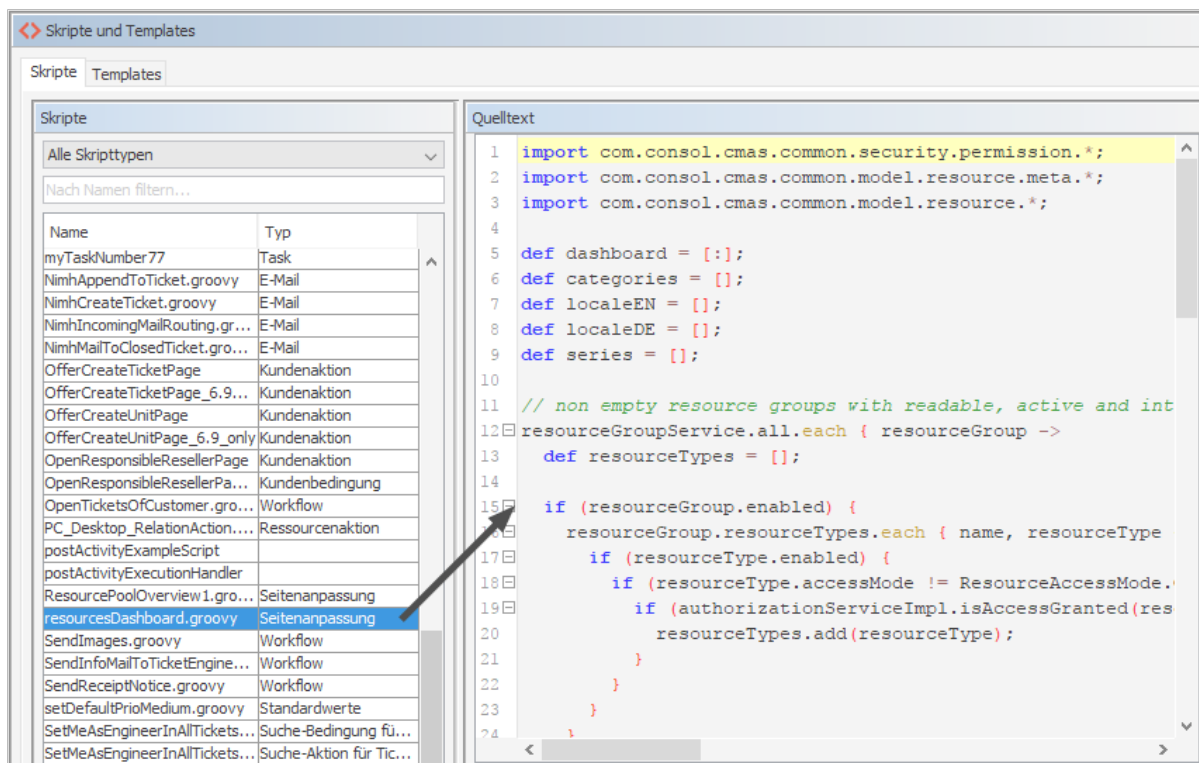 Skripte und Templates
Skripte Templates
Skripte
Alle Skripttypen
Nach Namen filtern...
Name Typ
myTaskNumber77 Task
NimhAppendToTicket.groovy E-Mail
NimhCreateTicket.groovy E-Mail
NimhIncomingMailRouting.gr... E-Mail
NimhMailToClosedTicket.gro... E-Mail
OfferCreateTicketPage Kundenaktion
OfferCreateTicketPage_6.9... Kundenaktion
OfferCreateUnitPage Kundenaktion
OfferCreateUnitPage_6.9_only Kundenaktion
OpenResponsibleResellerPage Kundenaktion
OpenResponsibleResellerPa... Kundenbedingung
OpenTicketsOfCustomer.gro... Workflow
PC_Desktop_RelationAction.... Ressourcenaktion
postActivityExampleScript
postActivityExecutionHandler
ResourcePoolOverview1.gro... Seitenanpassung
resourcesDashboard.groovy Seitenanpassung
SendImages.groovy Workflow
SendInfoMailToTicketEngine... Workflow
SendReceiptNotice.groovy Workflow
setDefaultPrioMedium.groovy Standardwerte
SetMeAsEngineerInAllTickets... Suche-Bedingung fü...
SetMeAsEngineerInAllTickets... Suche-Aktion für Tic...
Quelltext
1 import com.consol.cmas.common.security.permission.*;
2 import com.consol.cmas.common.model.resource.meta.*;
3 import com.consol.cmas.common.model.resource.*;
4
5 def dashboard = [:];
6 def categories = [];
7 def localeEN = [];
8 def localeDE = [];
9 def series = [];
10
11 // non empty resource groups with readable, active and int
12 resourceGroupService.all.each { resourceGroup ->
13 def resourceTypes = [];
14
15 if (resourceGroup.enabled) {
16 resourceGroup.resourceTypes.each { name, resourceType
17 if (resourceType.enabled) {
18 if (resourceType.accessMode != ResourceAccessMode.
19 if (authorizationServiceImpl.isAccessGranted(res
20 resourceTypes.add(resourceType);
21 }
22 }
23 }
24 }